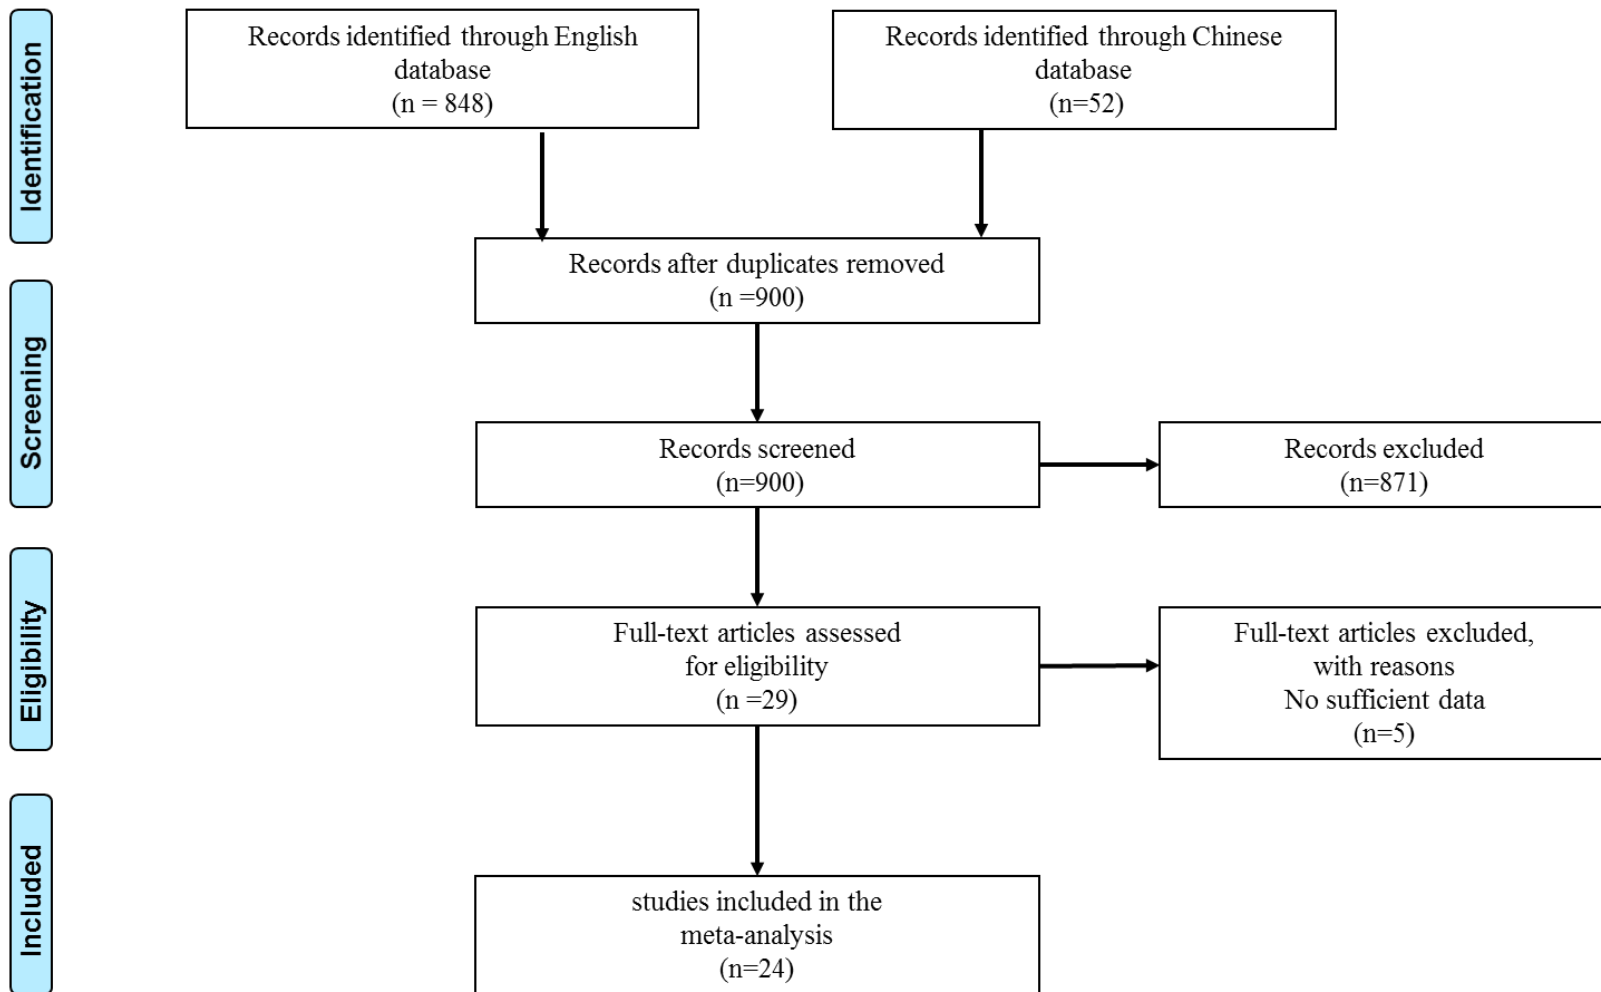 Identification
Records identified through English
database
(n = 848)
Records identified through Chinese
database
(n=52)
Records after duplicates removed
(n =900)
Screening
Records screened
(n=900)
Records excluded
(n=871)
Eligibility
Full-text articles assessed
for eligibility
(n =29)
Full-text articles excluded,
with reasons
No sufficient data
(n=5)
Included
studies included in the
meta-analysis
(n=24)